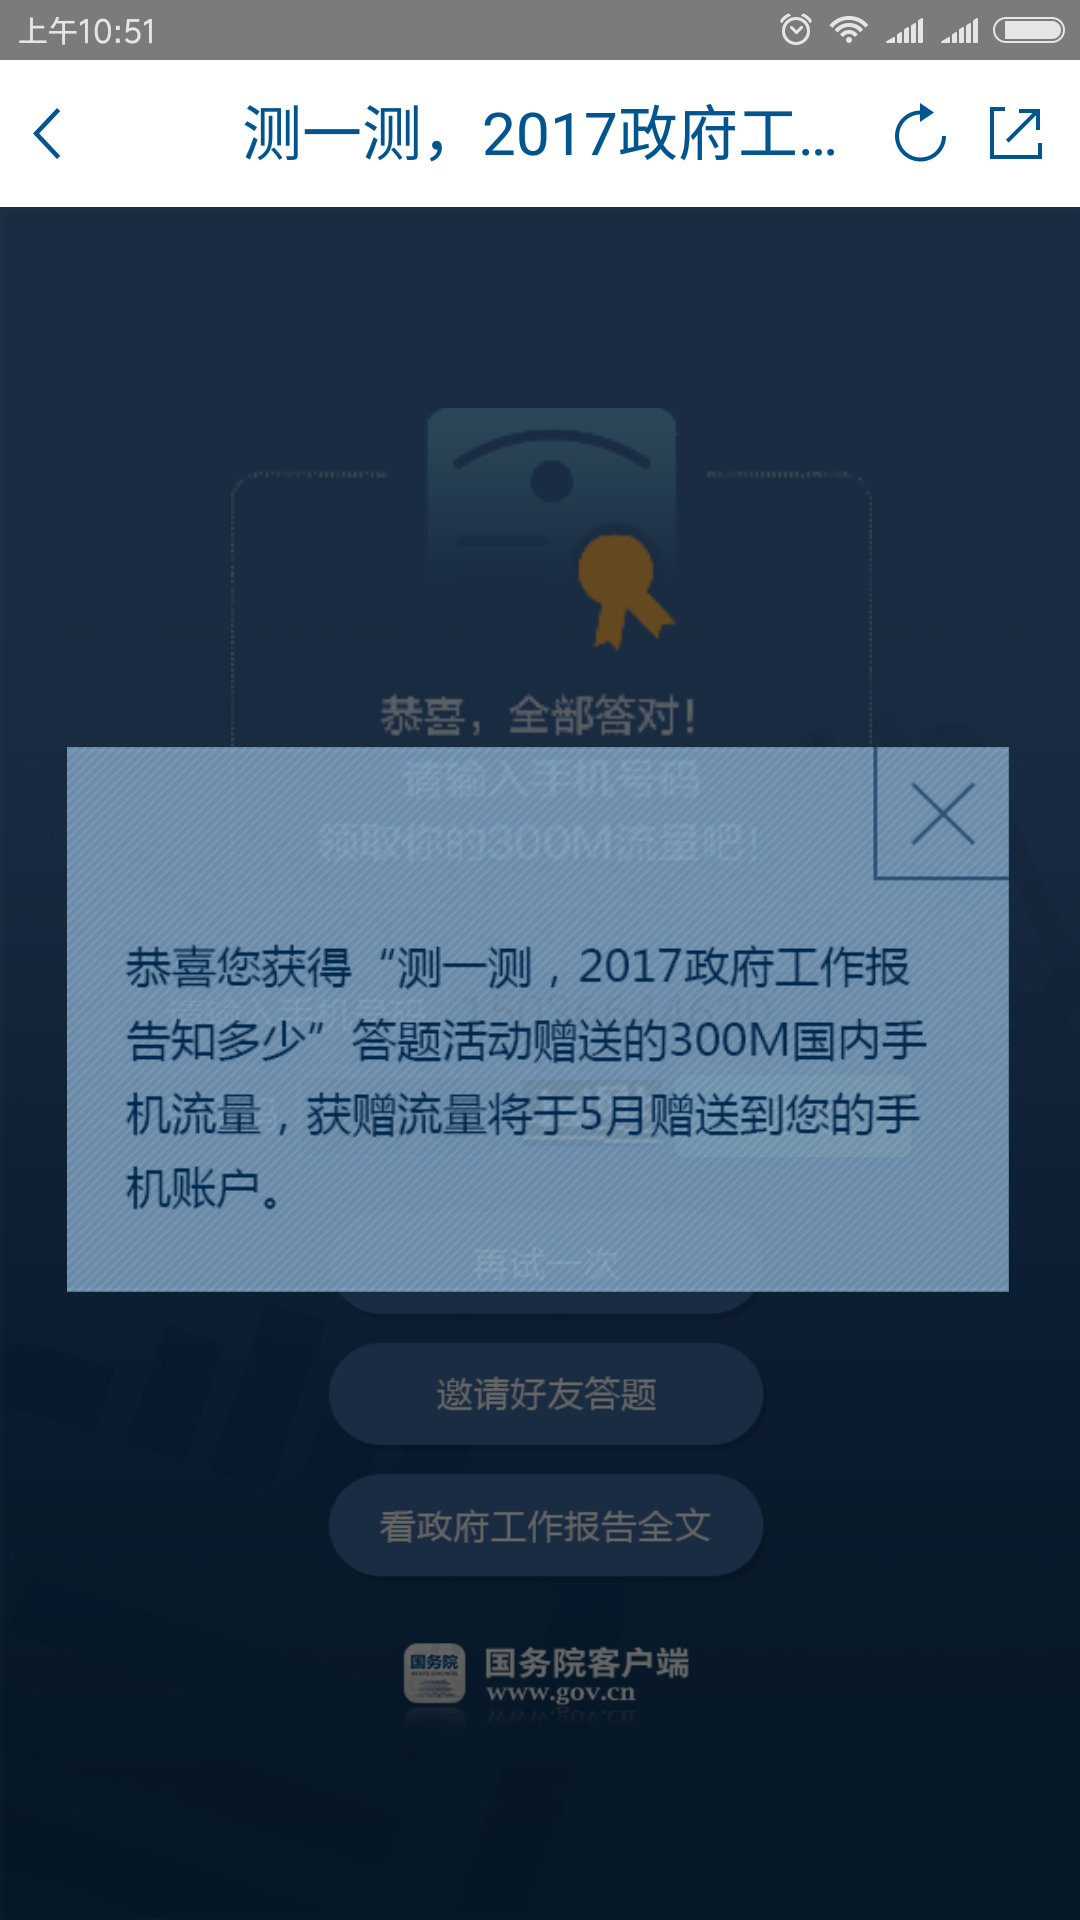 上午10:51
测一测，2017政府工...
恭喜，全部答对！
请输入手机号码
领取你的300M流量吧！
恭喜您获得“测一测，2017政府工作报
告知多少”答题活动赠送的300M国内手
机流量，获赠流量将于5月赠送到您的手
机账户。
再试一次
邀请好友答题
看政府工作报告全文
国务院
国务院客户端
www.gov.cn